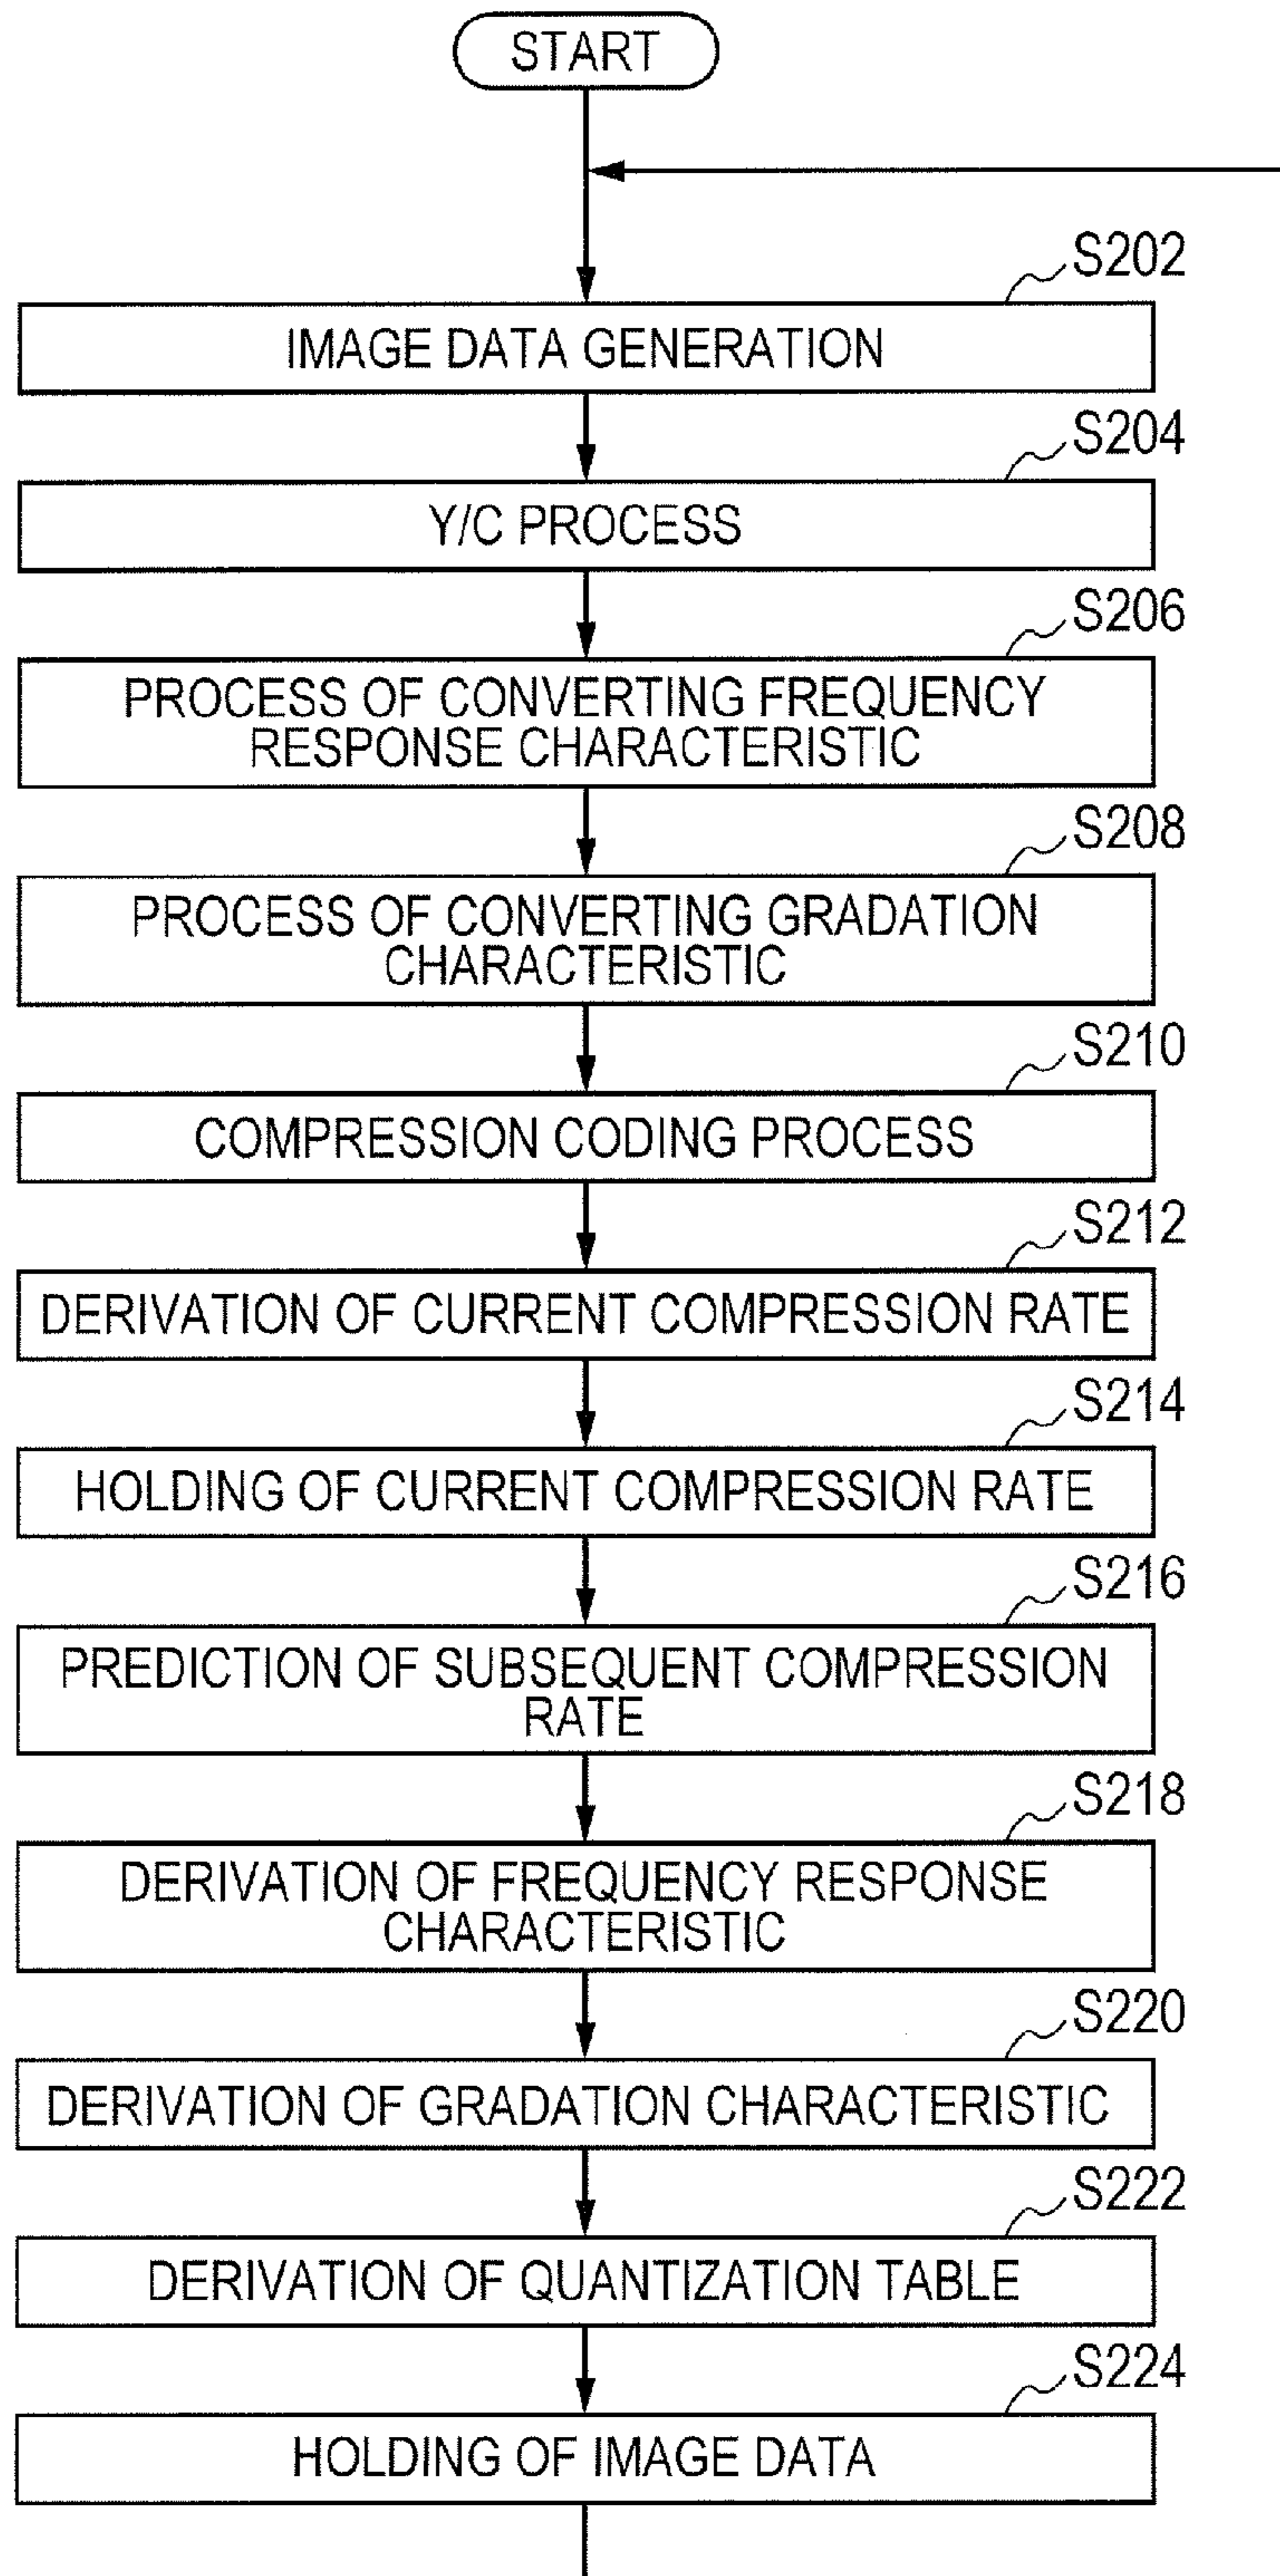 START
S202
IMAGE DATA GENERATION
S204
Y/C PROCESS
S206
PROCESS OF CONVERTING FREQUENCY
RESPONSE CHARACTERISTIC
S208
PROCESS OF CONVERTING GRADATION
CHARACTERISTIC
S210
COMPRESSION CODING PROCESS
S212
DERIVATION OF CURRENT COMPRESSION RATE
S214
HOLDING OF CURRENT COMPRESSION RATE
S216
PREDICTION OF SUBSEQUENT COMPRESSION
RATE
S218
DERIVATION OF FREQUENCY RESPONSE
CHARACTERISTIC
S220
DERIVATION OF GRADATION CHARACTERISTIC
S222
DERIVATION OF QUANTIZATION TABLE
S224
HOLDING OF IMAGE DATA